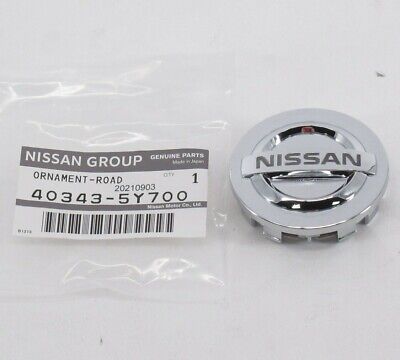 NISSAN GROUP
GENUINE PARTS
Made in Japan
ORNAMENT-ROAD
QTY
1
20210903
40343-5Y700
Nissan Motor Co., Ltd.
B1315
NISSAN